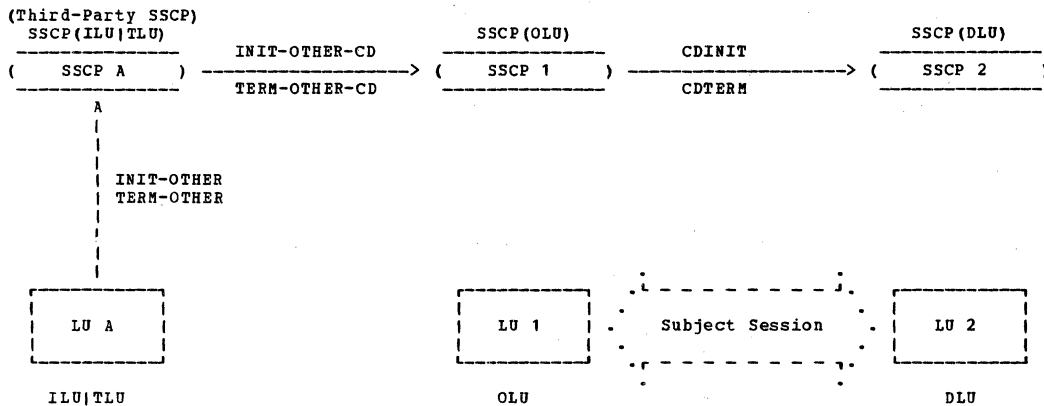 (Third-Party SSCP)
SSCP(ILU|TLU) SSCP(OLU) SSCP(DLU)
INIT-OTHER-CD CDINIT
( SSCP A ) ( SSCP 1 ) ( SSCP 2 )
TERM-OTHER-CD CDTERM
INIT-OTHER
TERM-OTHER
LU A LU 1 Subject Session LU 2
ILU|TLU OLU DLU